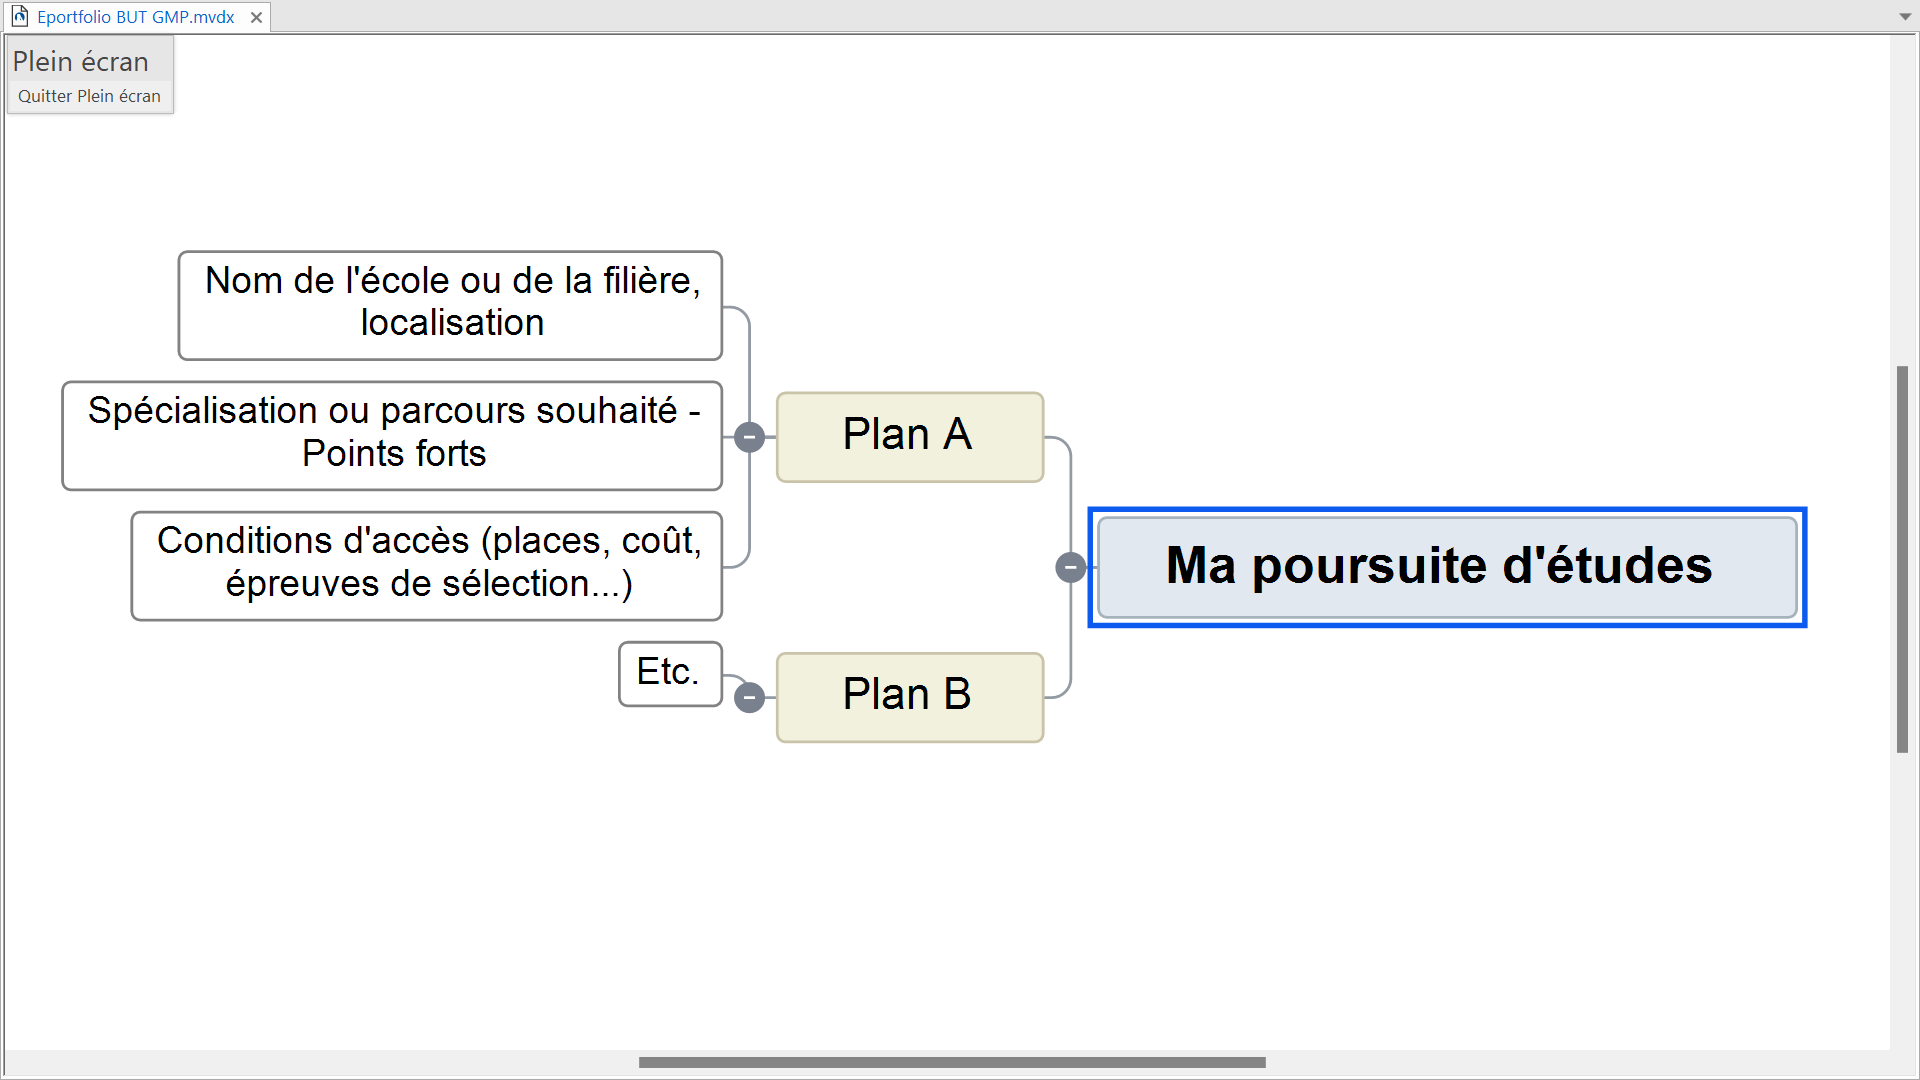 Eportfolio BUT GMP.mvdx
Plein écran
Quitter Plein écran
Nom de l'école ou de la filière,
localisation
Spécialisation ou parcours souhaité -
Points forts
Conditions d'accès (places, coût,
épreuves de sélection...)
Etc.
Plan A
Plan B
Ma poursuite d'études